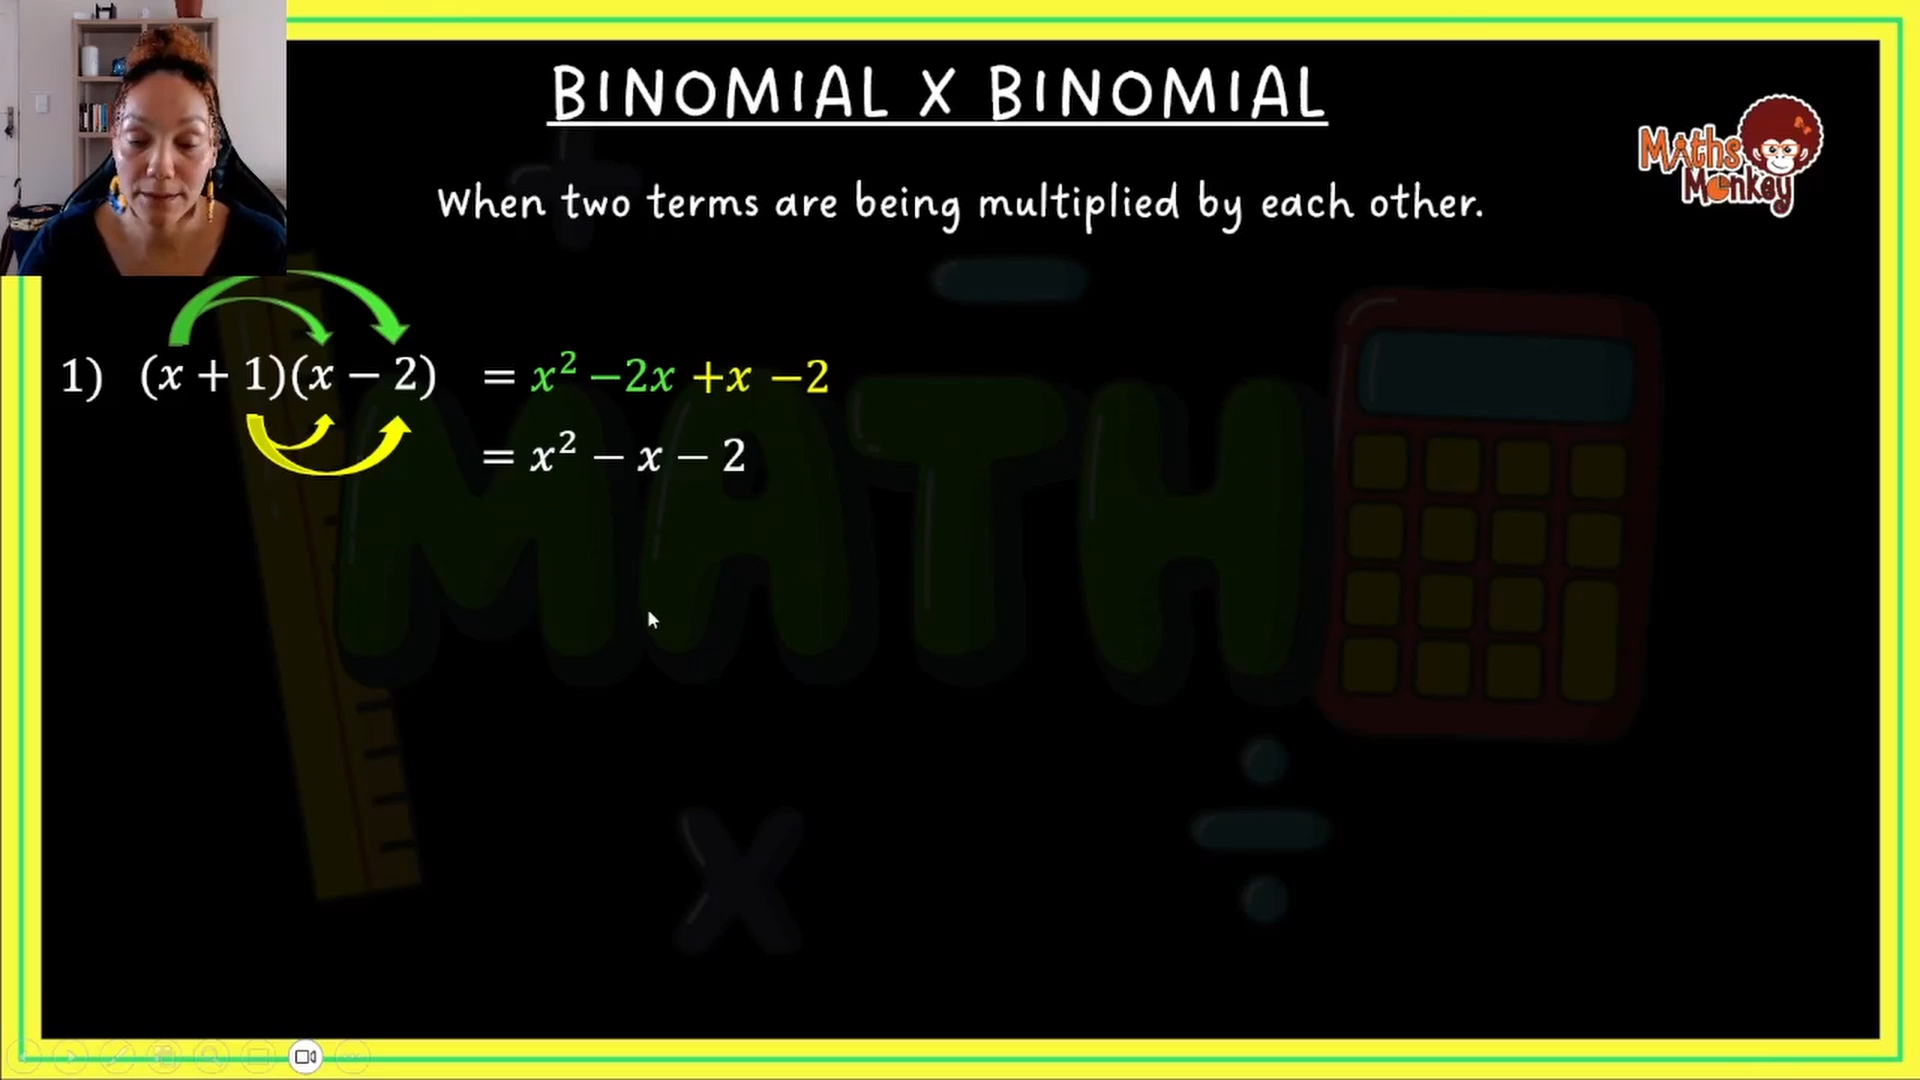 BINOMIAL X BINOMIAL
Maths
Monkey
When two terms are being multiplied by each other.
1) (x + 1)(x − 2) = x² −2x +x −2
= x² − x − 2
MATH